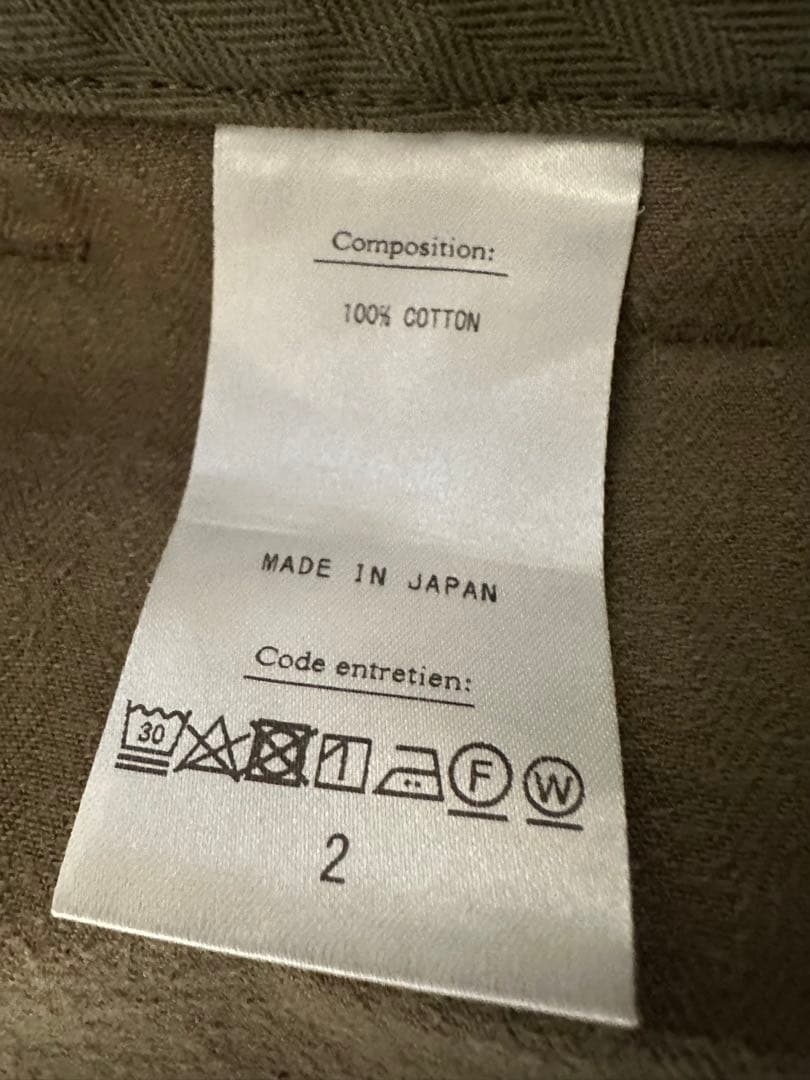 Composition:
100% COTTON
MADE IN JAPAN
Code entretien:
30 F W
2